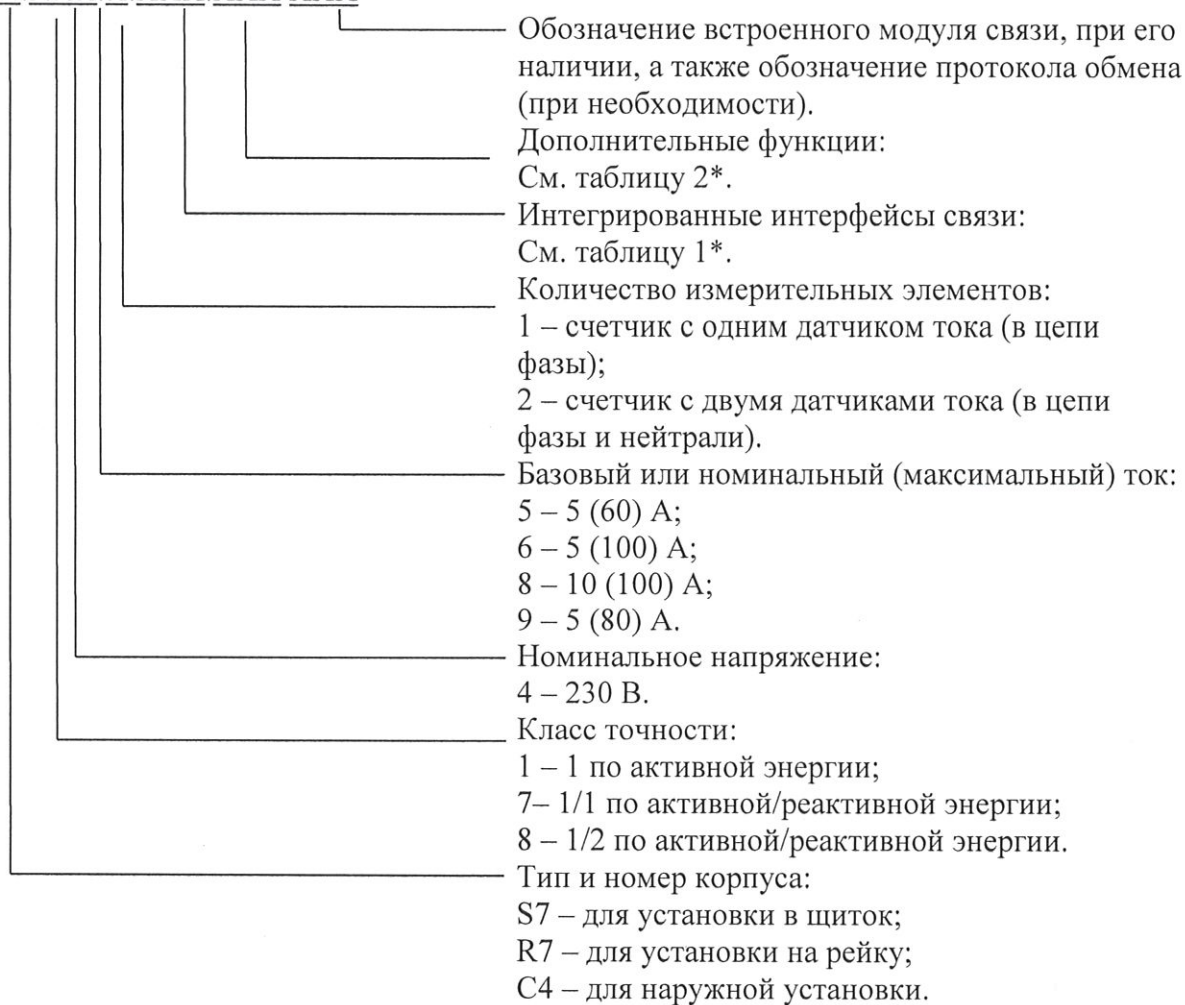 Обозначение встроенного модуля связи, при его
наличии, а также обозначение протокола обмена
(при необходимости).
Дополнительные функции:
См. таблицу 2*.
Интегрированные интерфейсы связи:
См. таблицу 1*.
Количество измерительных элементов:
1 – счетчик с одним датчиком тока (в цепи
фазы);
2 – счетчик с двумя датчиками тока (в цепи
фазы и нейтрали).
Базовый или номинальный (максимальный) ток:
5 – 5 (60) А;
6 – 5 (100) А;
8 – 10 (100) А;
9 – 5 (80) А.
Номинальное напряжение:
4 – 230 В.
Класс точности:
1 – 1 по активной энергии;
7– 1/1 по активной/реактивной энергии;
8 – 1/2 по активной/реактивной энергии.
Тип и номер корпуса:
S7 – для установки в щиток;
R7 – для установки на рейку;
C4 – для наружной установки.